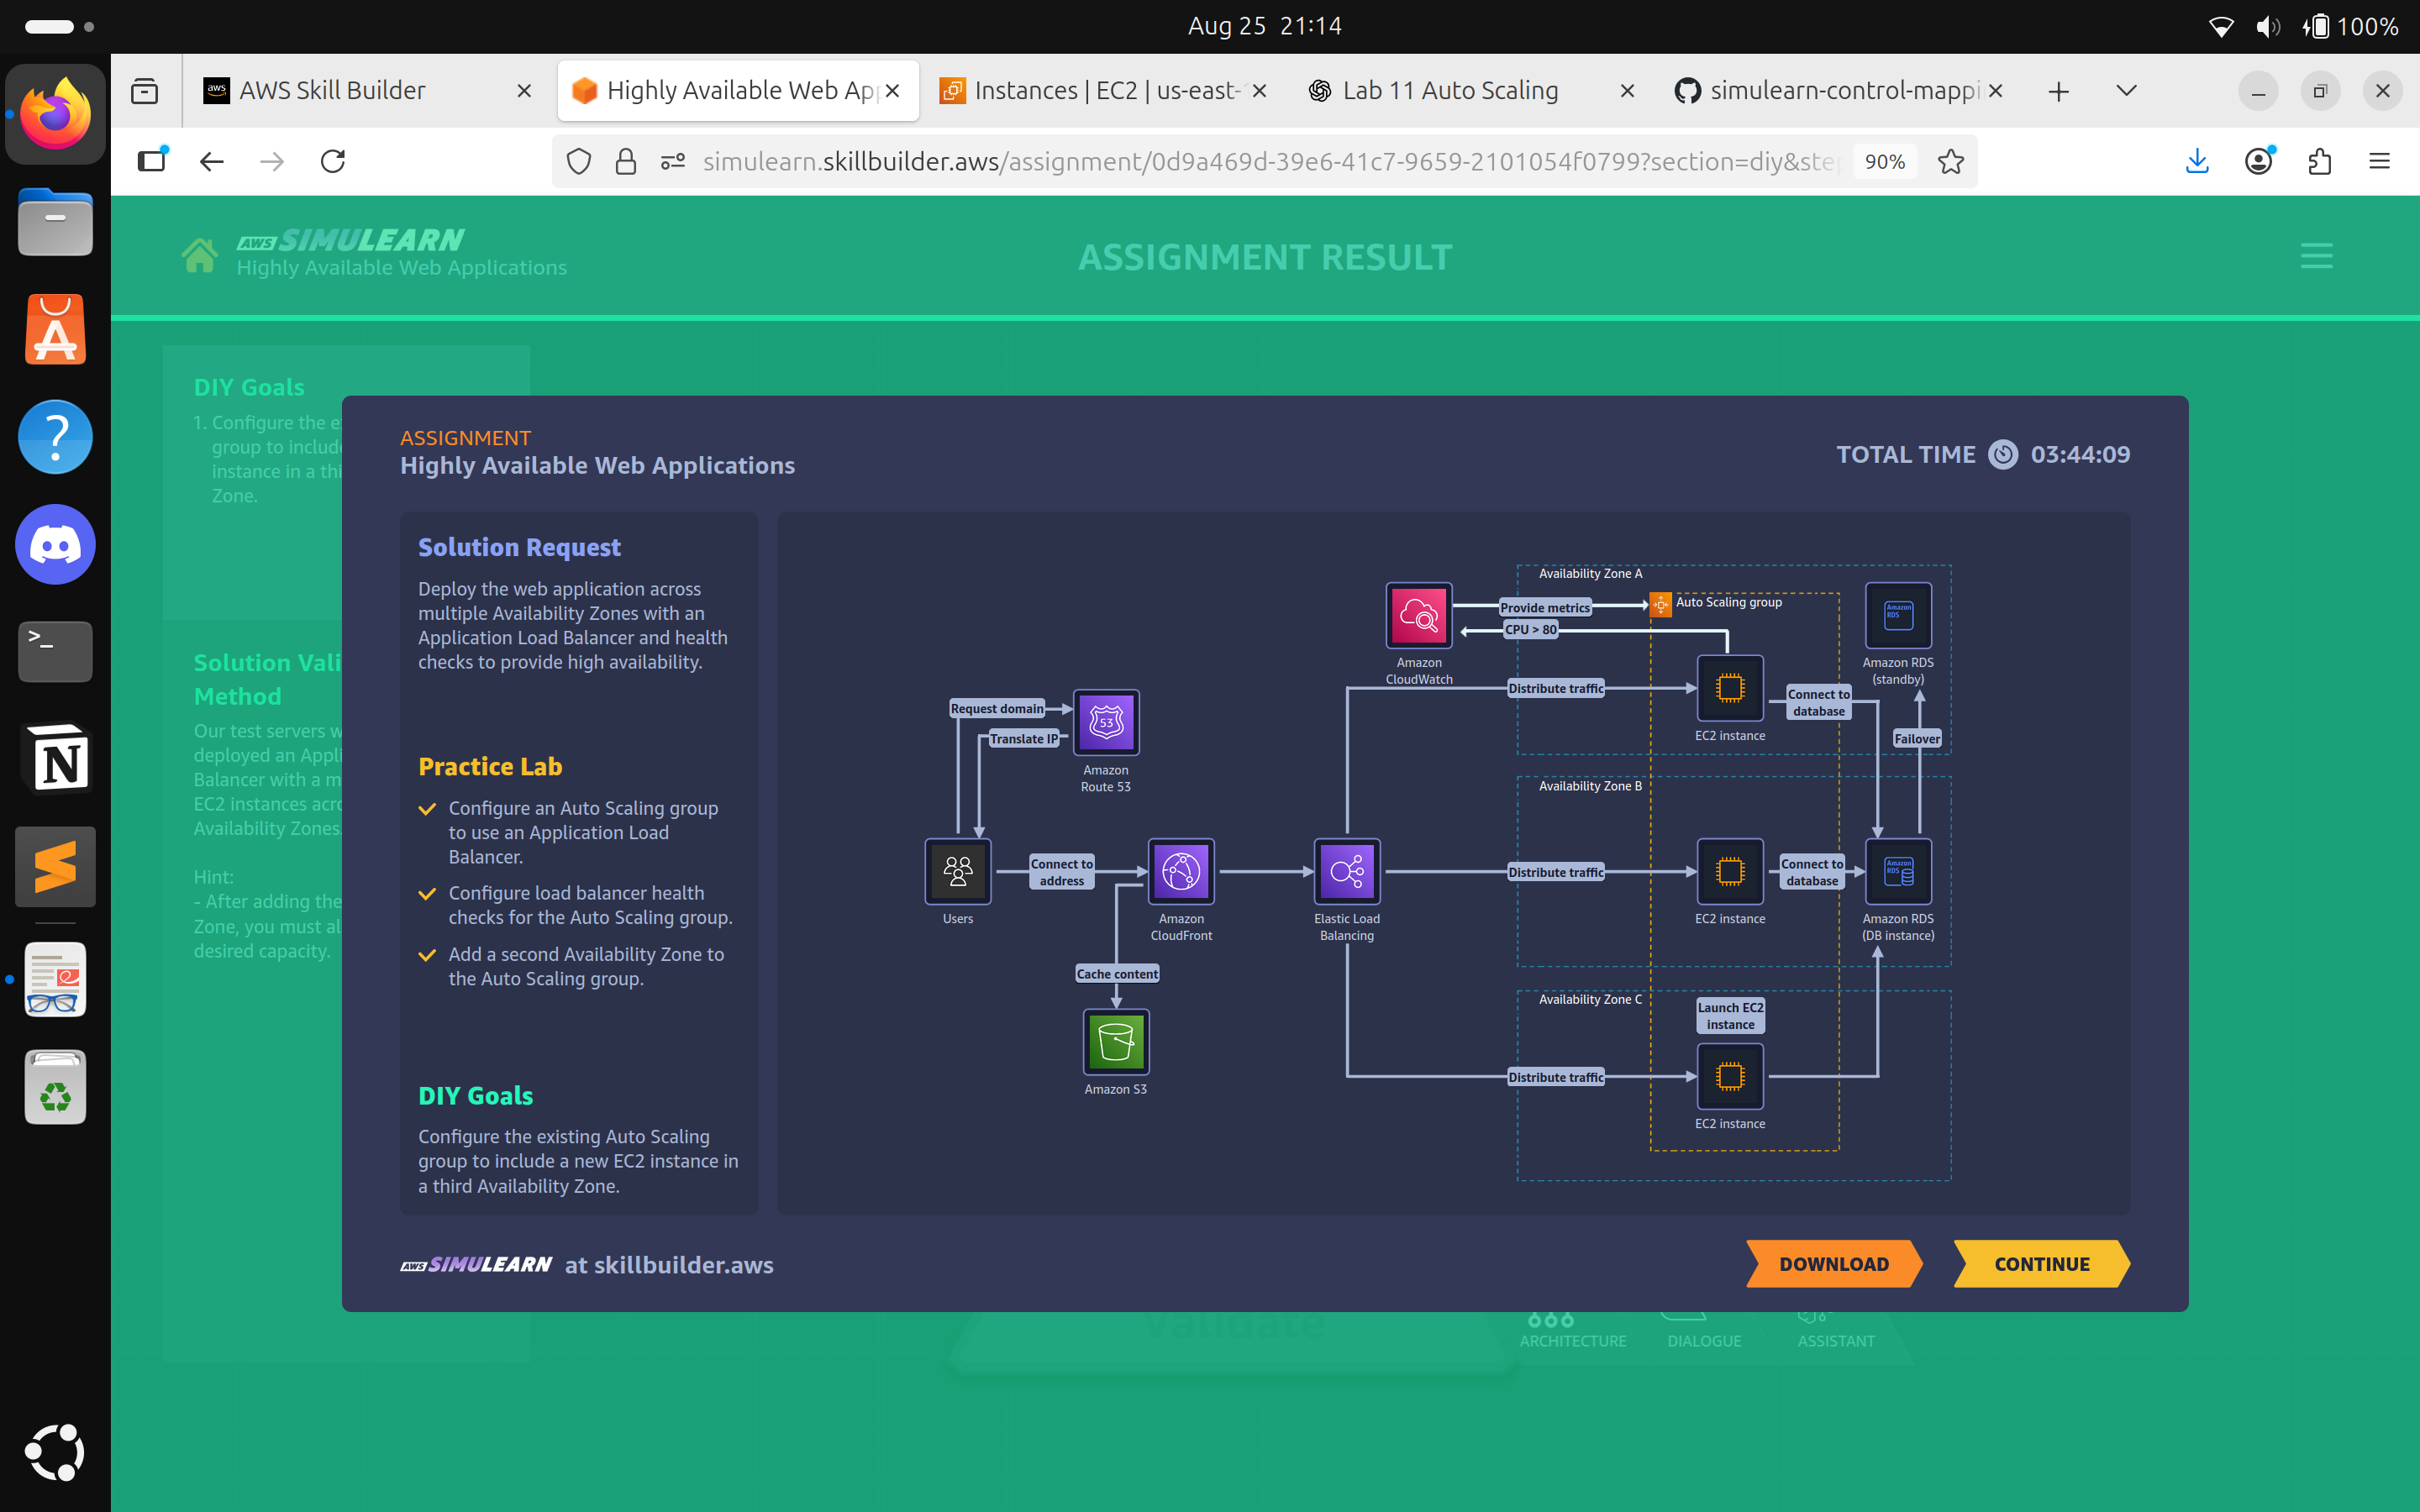 Aug 25 21:14
100%
AWS Skill Builder
Highly Available Web App
Instances | EC2 | us-east-
Lab 11 Auto Scaling
simulearn-control-mappi
simulearn.skillbuilder.aws/assignment/0d9a469d-39e6-41c7-9659-2101054f0799?section=diy&ste
90%
aws SIMULEARN
Highly Available Web Applications
ASSIGNMENT RESULT
DIY Goals
1. Configure the e
group to includ
instance in a thi
Zone.
Solution Vali
Method
Our test servers w
deployed an Appl
Balancer with a m
EC2 instances acr
Availability Zones.
Hint:
- After adding the
Zone, you must al
desired capacity.
ASSIGNMENT
Highly Available Web Applications
TOTAL TIME 03:44:09
Solution Request
Deploy the web application across
multiple Availability Zones with an
Application Load Balancer and health
checks to provide high availability.
Practice Lab
Configure an Auto Scaling group
to use an Application Load
Balancer.
Configure load balancer health
checks for the Auto Scaling group.
Add a second Availability Zone to
the Auto Scaling group.
DIY Goals
Configure the existing Auto Scaling
group to include a new EC2 instance in
a third Availability Zone.
Request domain
Translate IP
53
Amazon
Route 53
Users
Connect to
address
Amazon
CloudFront
Cache content
Amazon S3
Elastic Load
Balancing
Amazon
CloudWatch
Provide metrics
CPU > 80
Availability Zone A
Auto Scaling group
Distribute traffic
EC2 instance
Connect to
database
Amazon
RDS
Amazon RDS
(standby)
Failover
Availability Zone B
Distribute traffic
EC2 instance
Connect to
database
Amazon
RDS
Amazon RDS
(DB instance)
Availability Zone C
Launch EC2
instance
Distribute traffic
EC2 instance
aws SIMULEARN at skillbuilder.aws
DOWNLOAD
CONTINUE
Validate
ARCHITECTURE
DIALOGUE
ASSISTANT